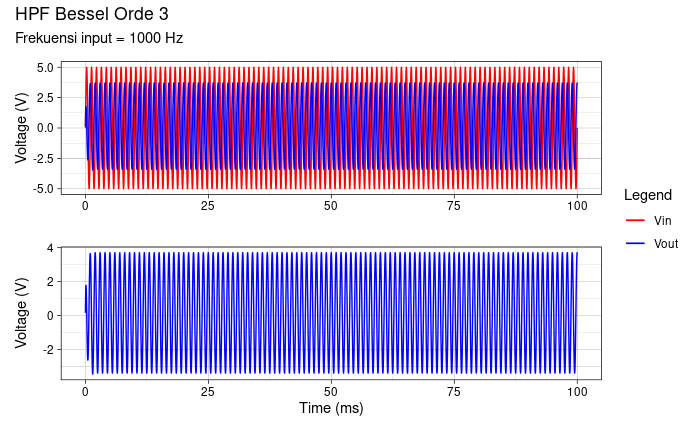 HPF Bessel Orde 3
Frekuensi input = 1000 Hz
Voltage (V)
5.0
2.5
0.0
-2.5
-5.0
0 25 50 75 100
Voltage (V)
4
2
0
-2
0 25 50 75 100
Time (ms)
Legend
Vin
Vout